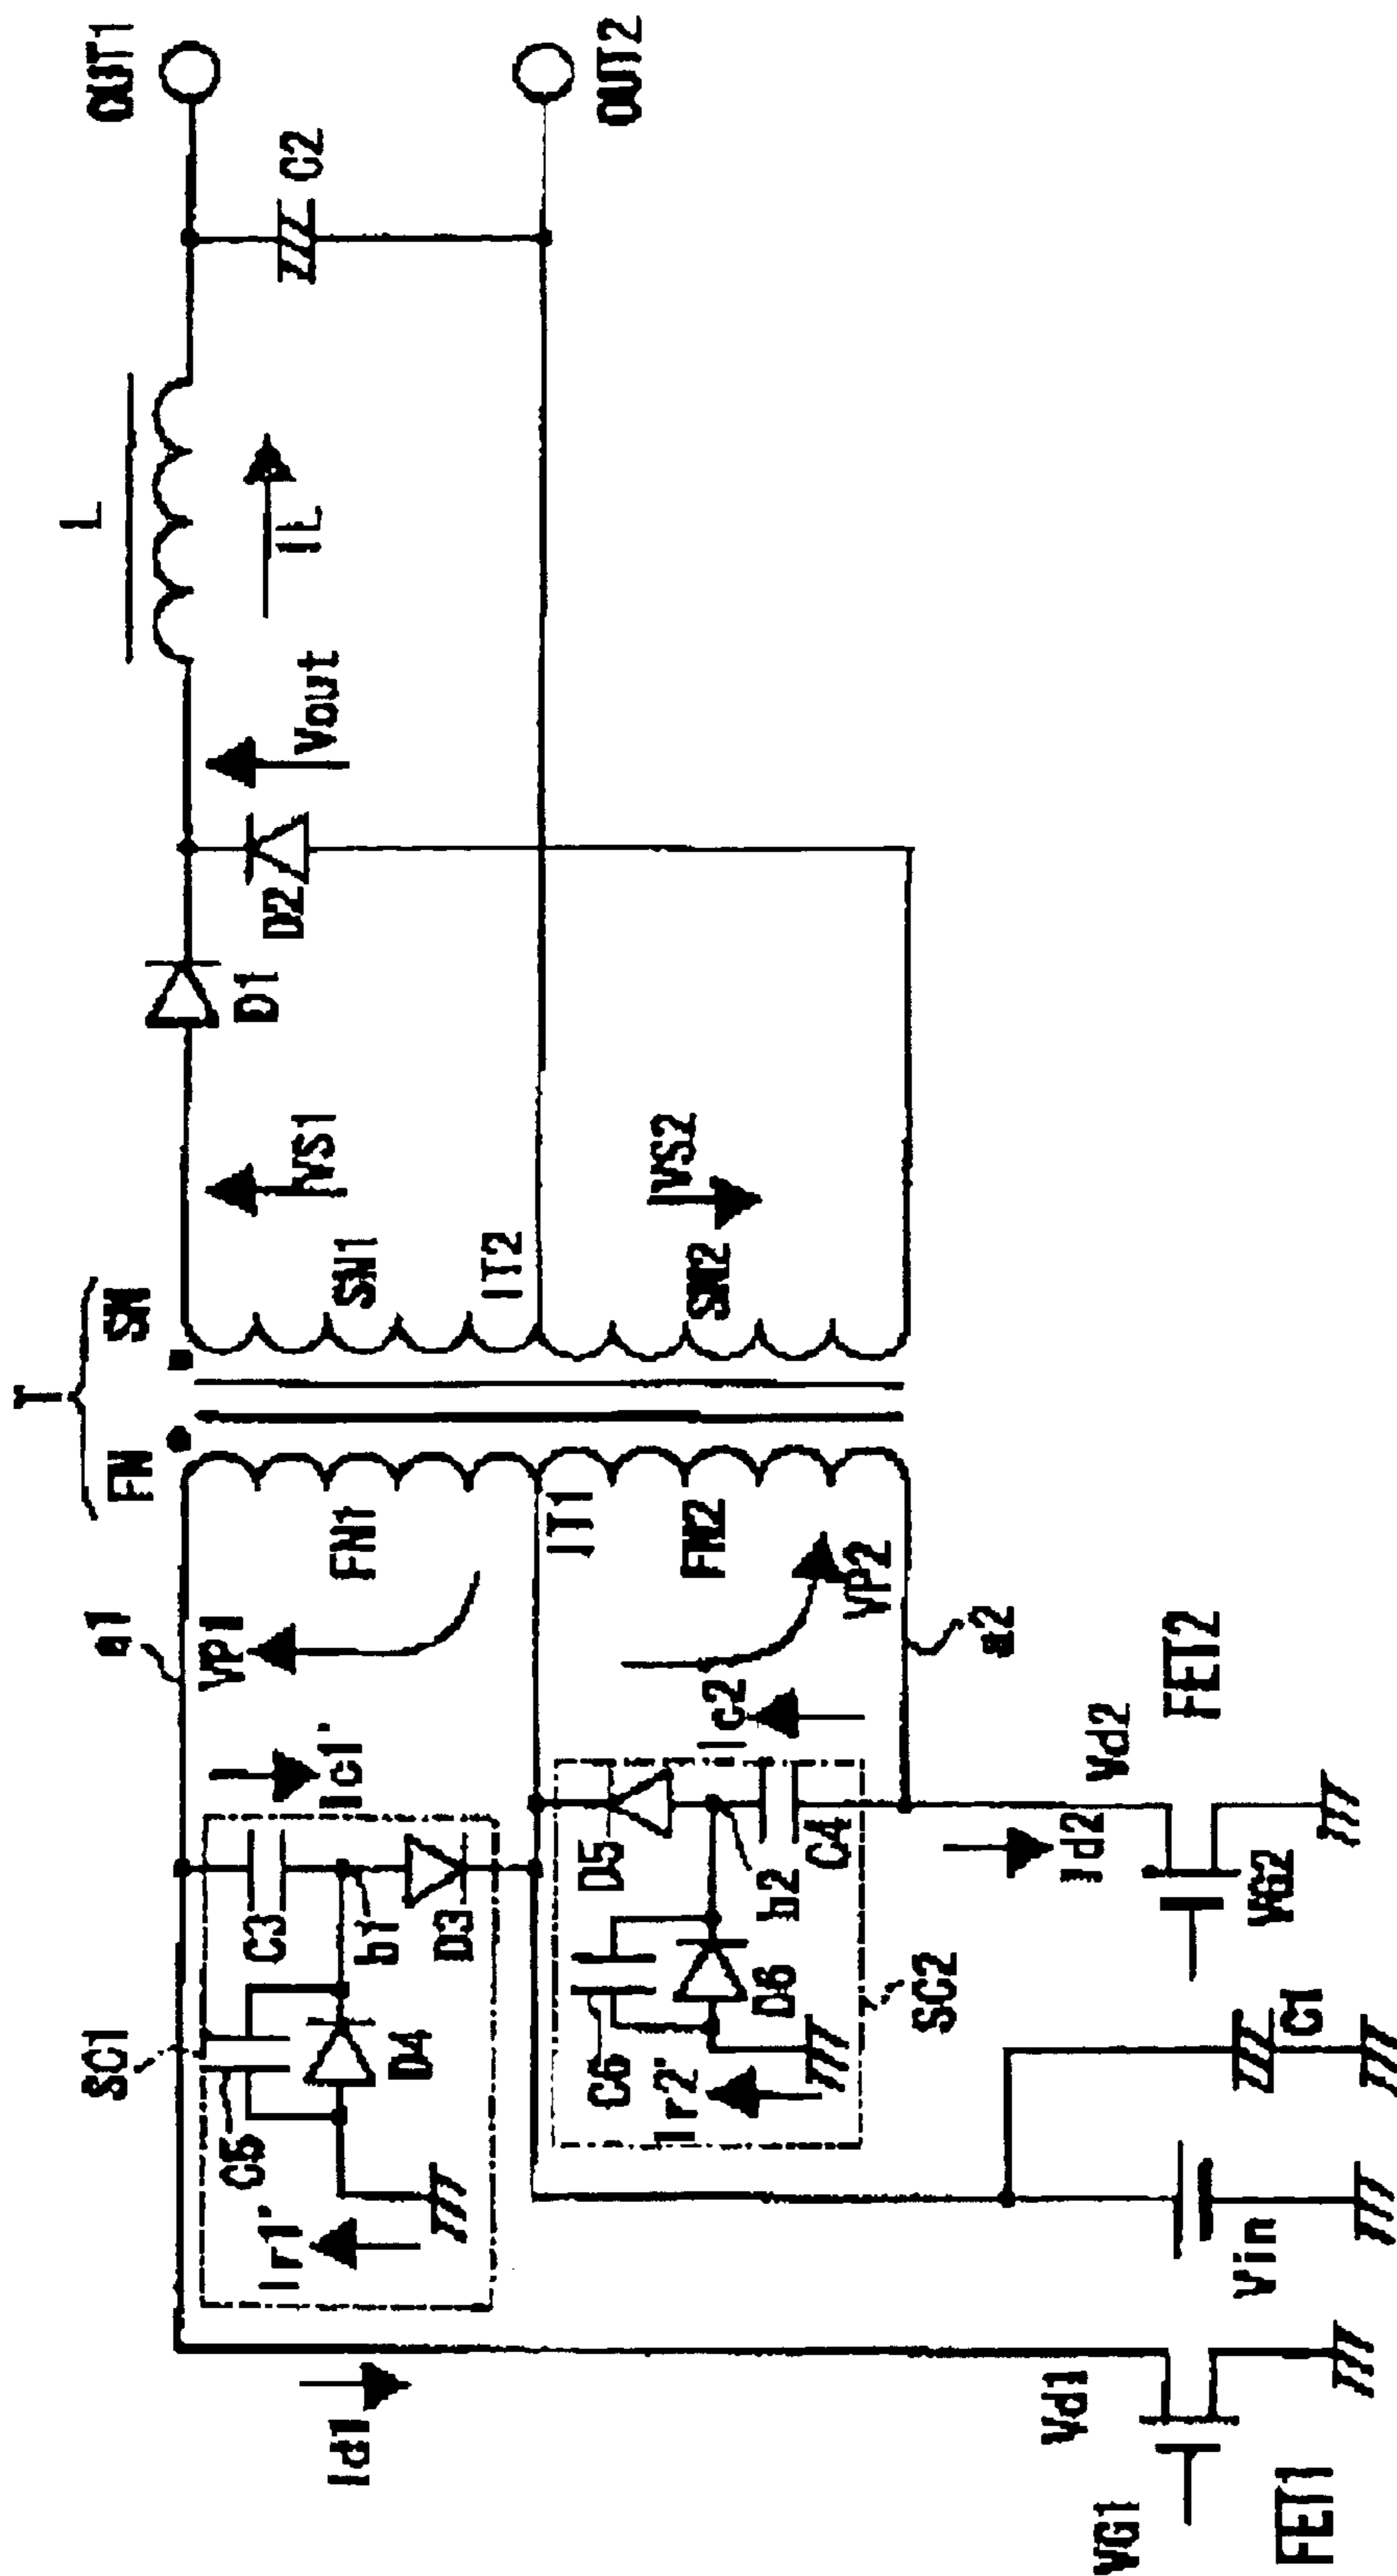 T
FN
SN
L
OUT1
a1
VP1
FN1
SN1
VS1
D1
D2
Vout
IL
C2
IT1
IT2
OUT2
FN2
SN2
VS2
VP2
a2
SC1
C5
Ir1'
D4
C3
b1
D3
Ic1'
Id1
C6
Ir2'
D6
D5
b2
C4
Ic2
SC2
Id2
Vd2
FET2
VG2
C1
Vin
Vd1
VG1
FET1